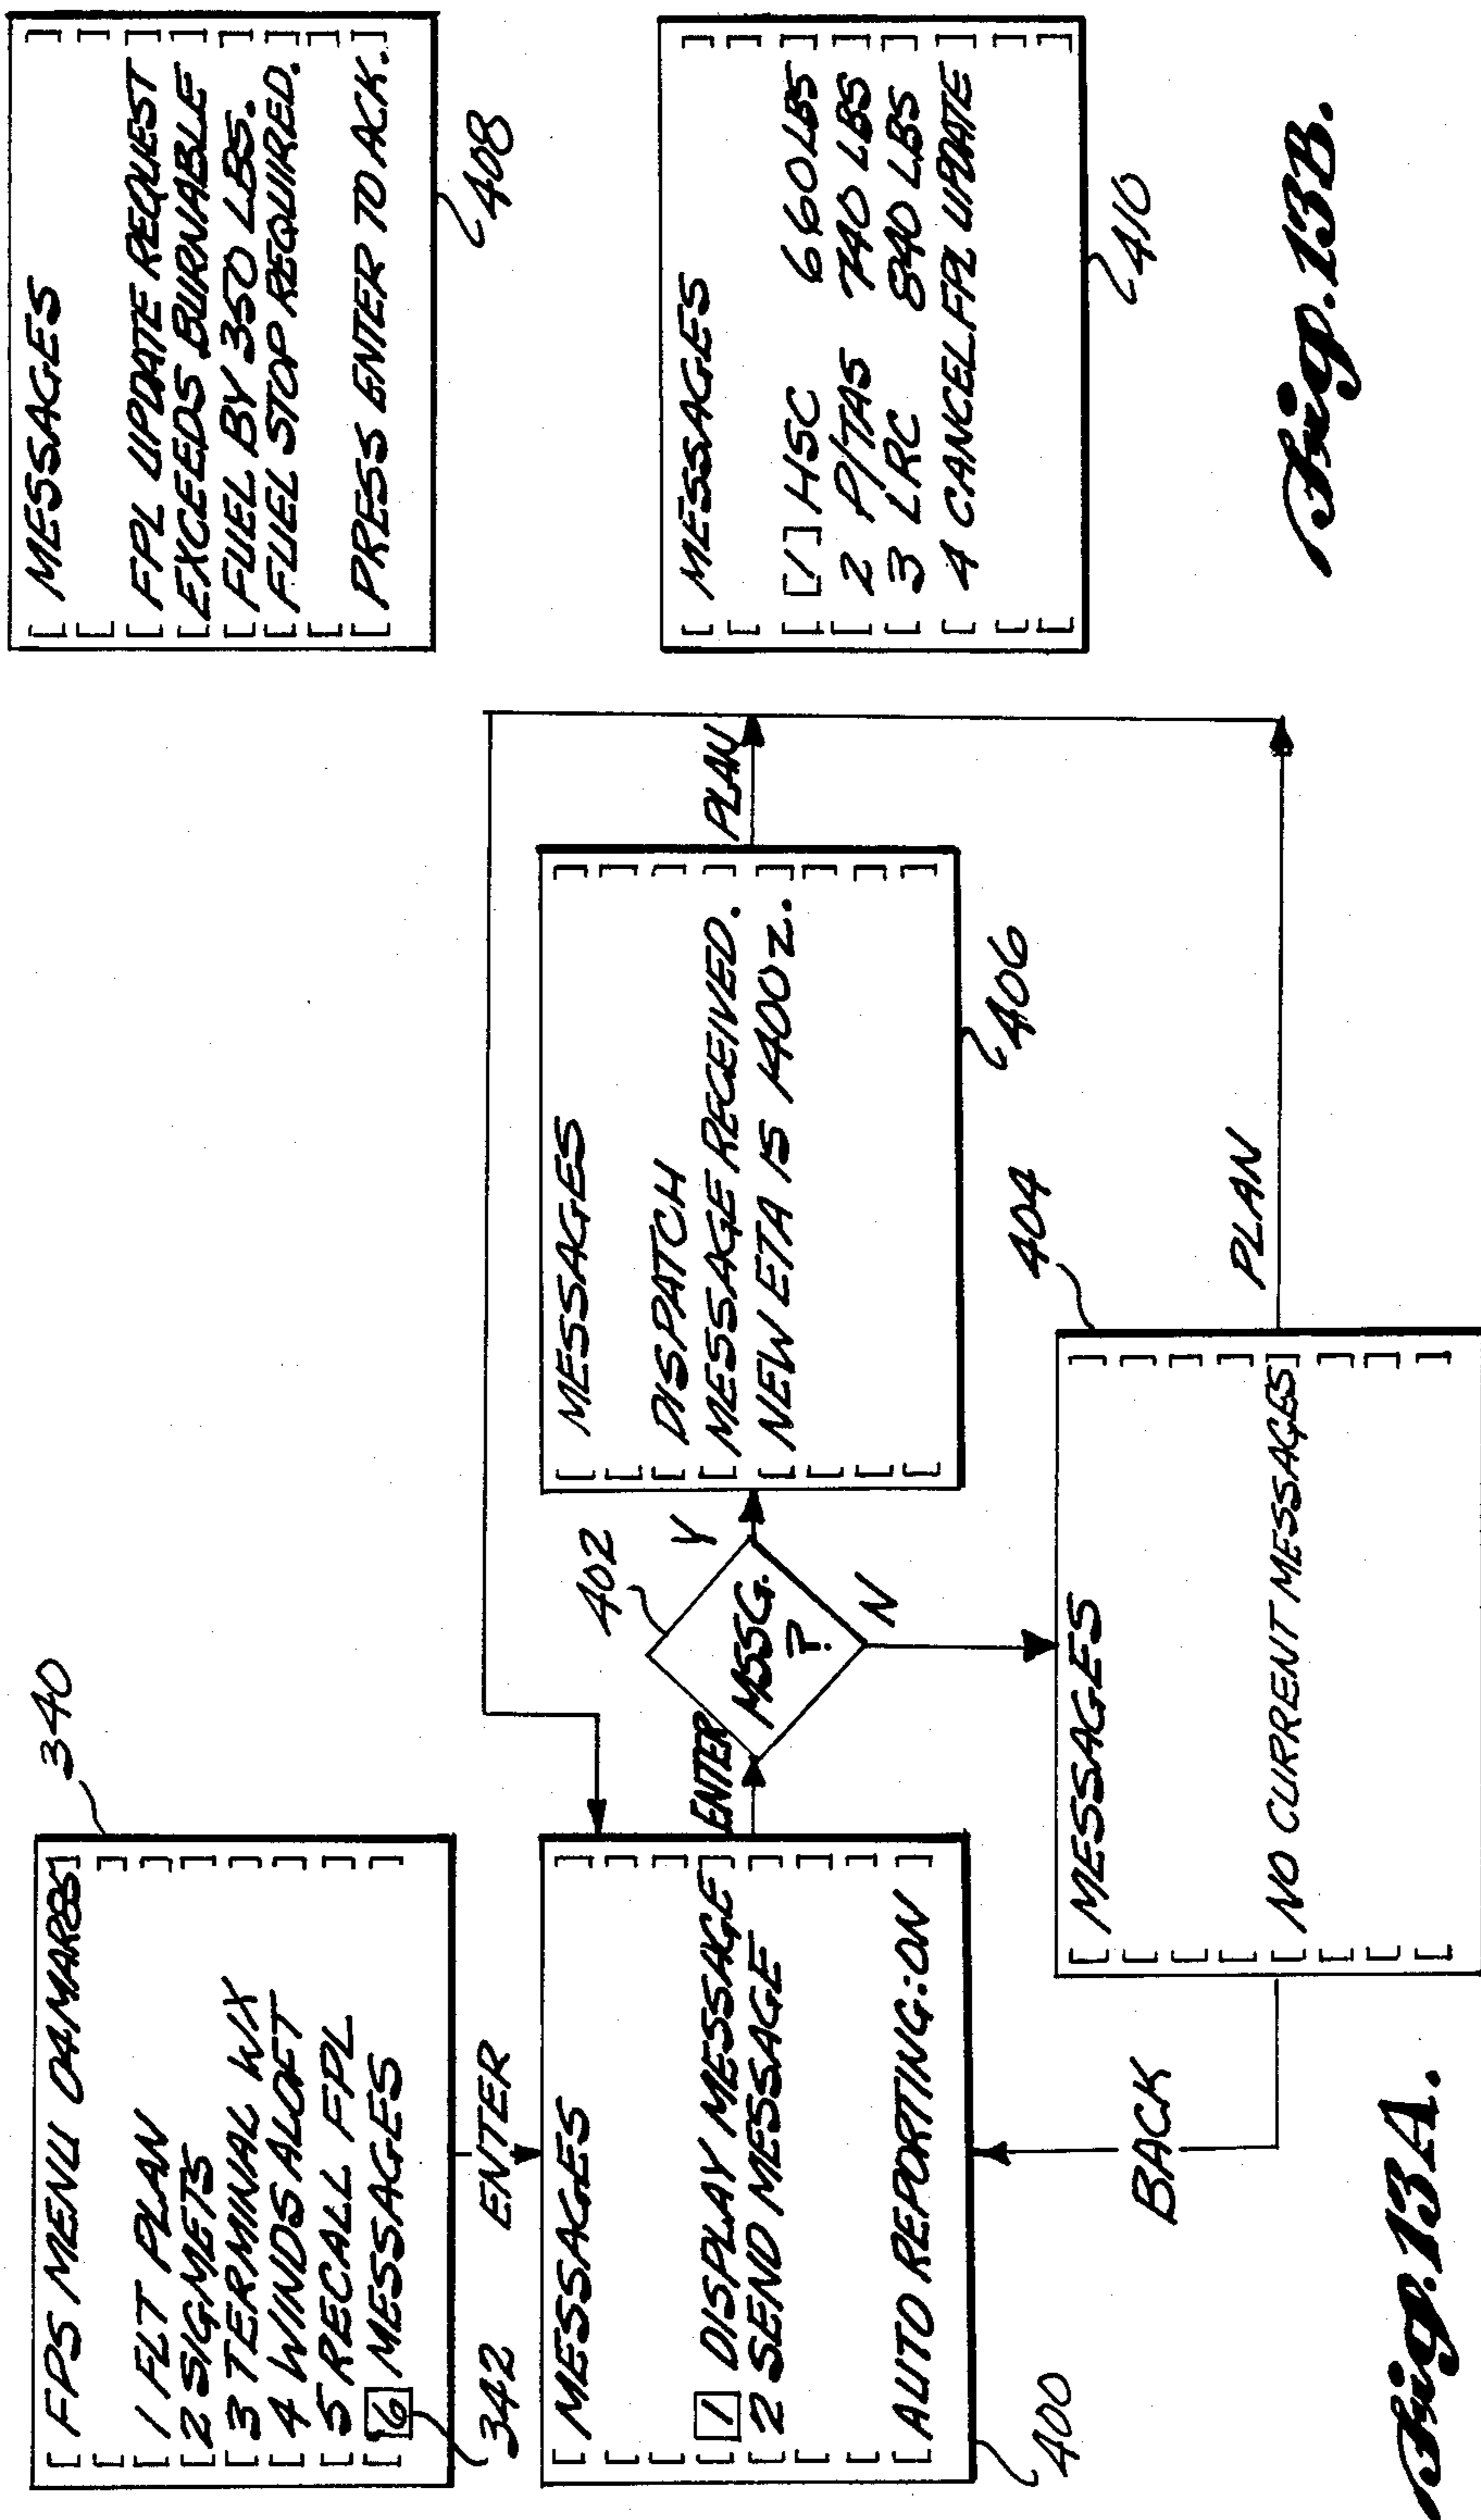 FPS MENU 04MAR85
1 FLT PLAN
2 SIGMETS
3 TERMINAL WX
4 WINDS ALOFT
5 RECALL FPL
6 MESSAGES
340
342
ENTER
MESSAGES
1 DISPLAY MESSAGE
2 SEND MESSAGE
AUTO REPORTING:ON
400
ENTER
MSSG.
?
402
Y
N
MESSAGES
DISPATCH
MESSAGE RECEIVED.
NEW ETA IS 1400Z.
406
PLAN
MESSAGES
NO CURRENT MESSAGES
404
PLAN
BACK
Fig. 13A.
MESSAGES
FPL UPDATE REQUEST
EXCEEDS BURNABLE
FUEL BY 350 LBS.
FUEL STOP REQUIRED.
PRESS ENTER TO ACK.
408
MESSAGES
[1] HSC 660 LBS
2 P/TAS 740 LBS
3 LRC 840 LBS
4 CANCEL FPL UPDATE
410
Fig. 13B.